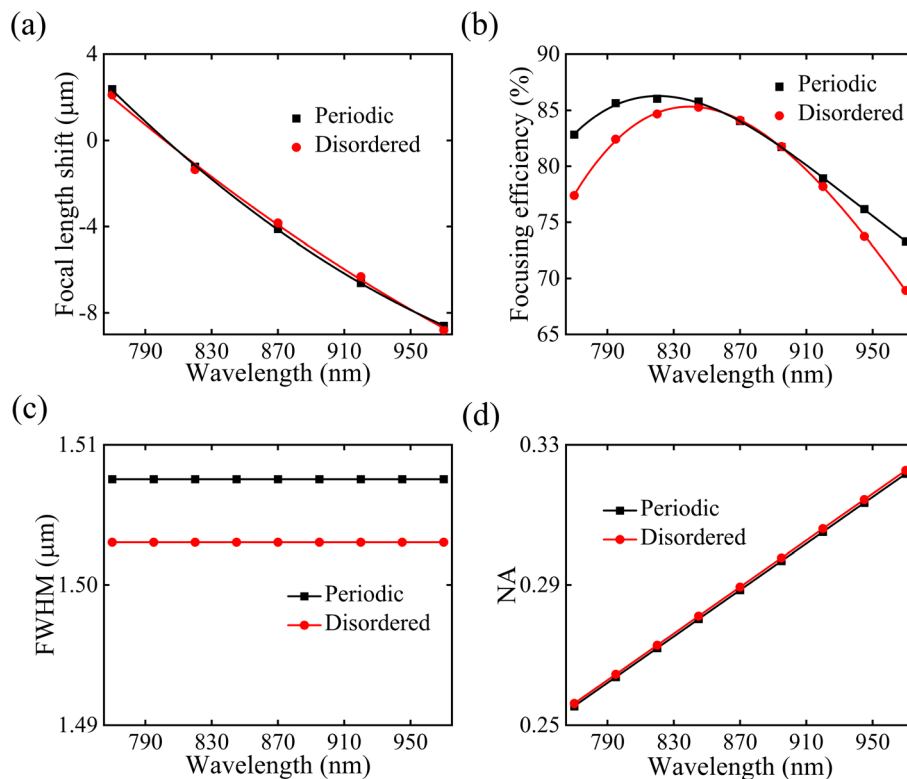 (a)
4
0
-4
-8
Focal length shift (μm)
Periodic
Disordered
790 830 870 910 950
Wavelength (nm)
(b)
90
85
80
75
70
65
Focusing efficiency (%)
Periodic
Disordered
790 830 870 910 950
Wavelength (nm)
(c)
1.51
1.50
1.49
FWHM (μm)
Periodic
Disordered
790 830 870 910 950
Wavelength (nm)
(d)
0.33
0.29
0.25
NA
Periodic
Disordered
790 830 870 910 950
Wavelength (nm)